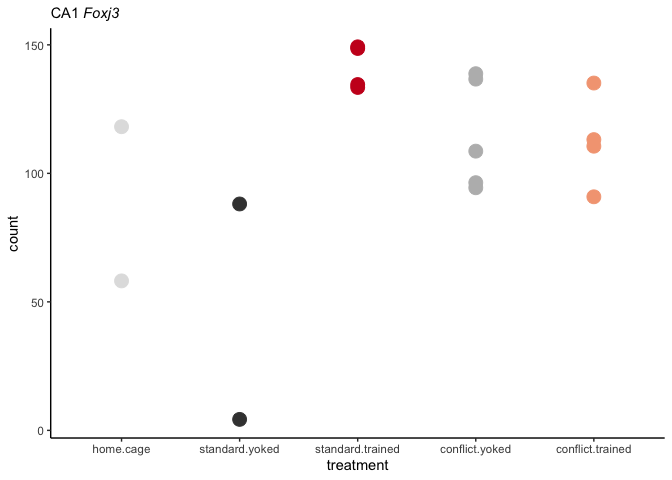 CA1 Foxj3
150
100
50
0
count
home.cage standard.yoked standard.trained conflict.yoked conflict.trained
treatment